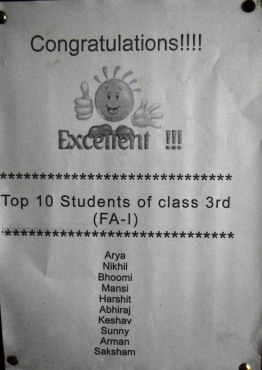 Congratulations!!!!
Excellent !!!
******************************
Top 10 Students of class 3rd
(FA-I)
******************************
Arya
Nikhil
Bhoomi
Mansi
Harshit
Abhiraj
Keshav
Sunny
Arman
Saksham